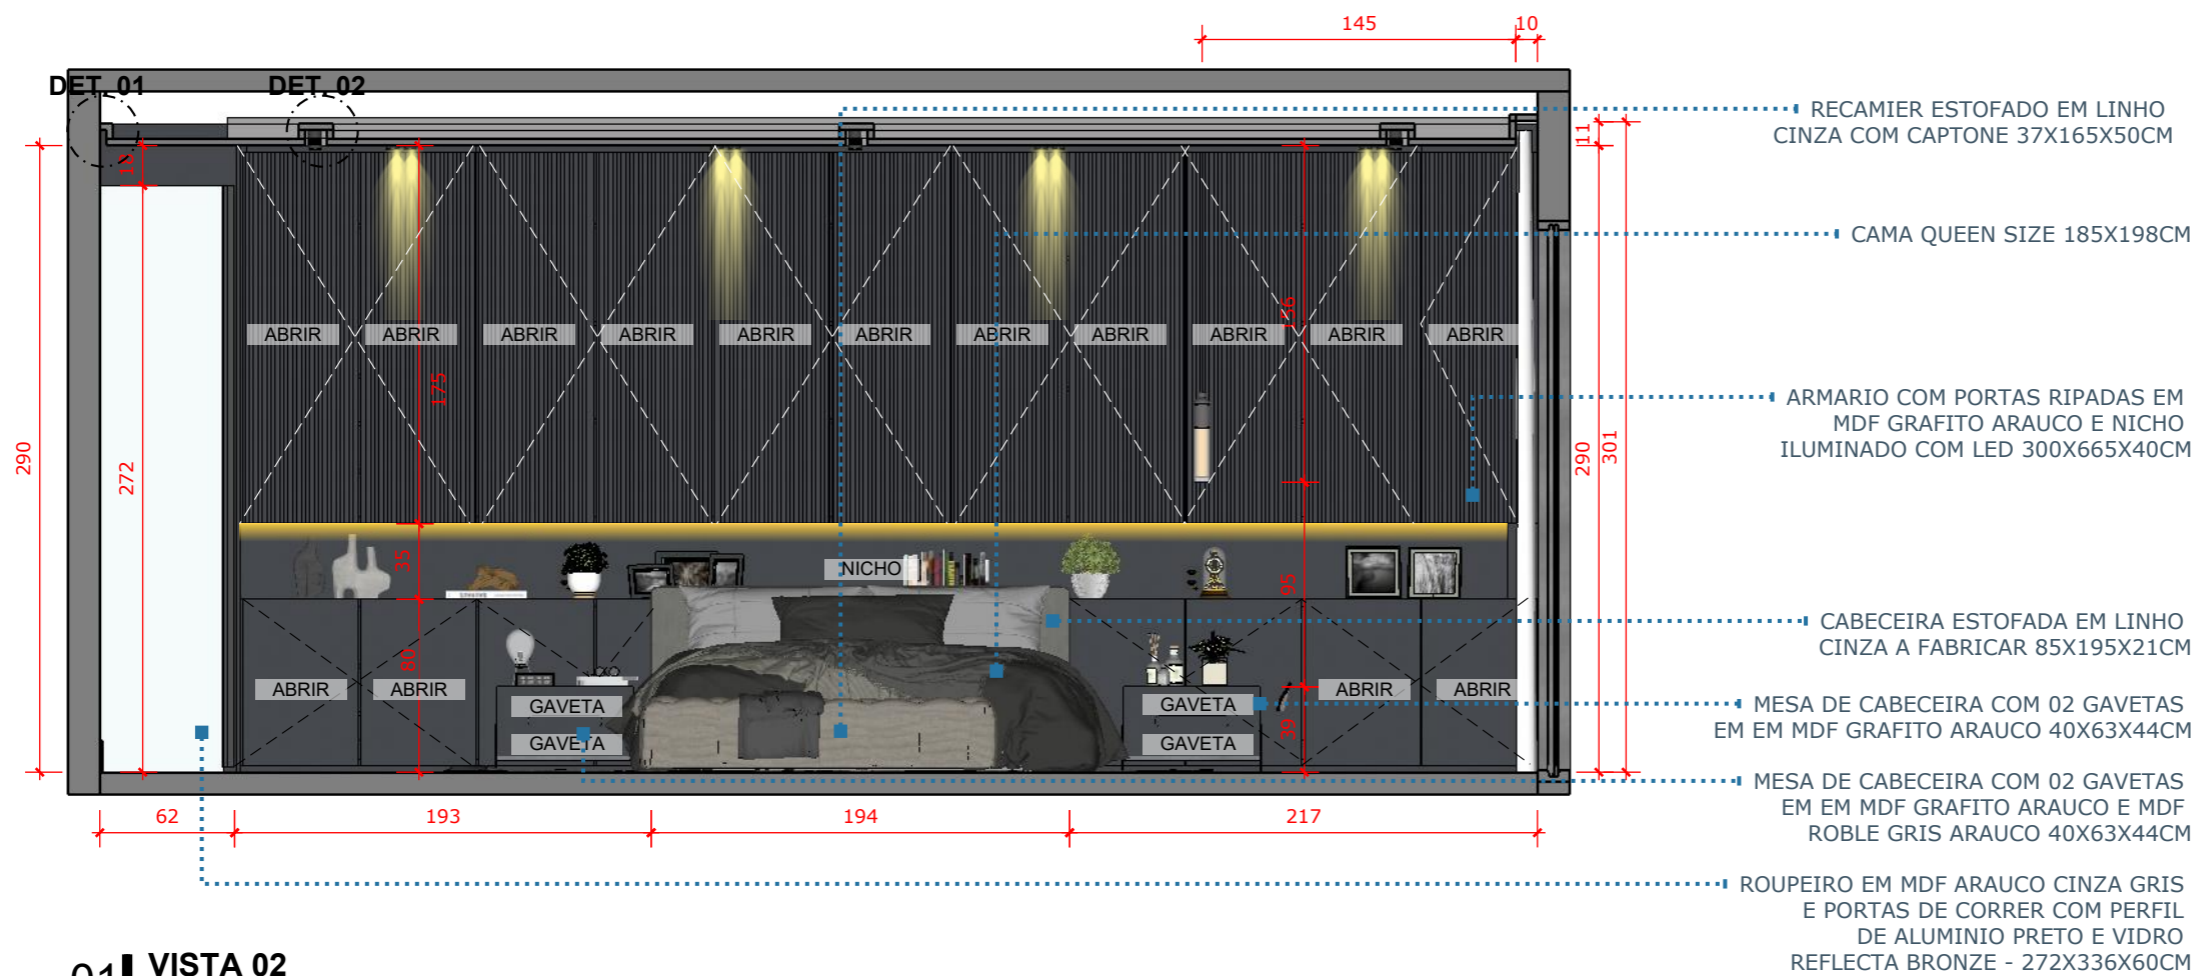 145
10
DET. 01
DET. 02
RECAMIER ESTOFADO EM LINHO
CINZA COM CAPTONE 37X165X50CM
11
18
CAMA QUEEN SIZE 185X198CM
ABRIR ABRIR ABRIR ABRIR ABRIR ABRIR ABRIR ABRIR ABRIR ABRIR ABRIR
156
175
ARMARIO COM PORTAS RIPADAS EM
MDF GRAFITO ARAUCO E NICHO
ILUMINADO COM LED 300X665X40CM
290
272
290
301
35
NICHO
95
CABECEIRA ESTOFADA EM LINHO
CINZA A FABRICAR 85X195X21CM
80
ABRIR ABRIR
GAVETA
GAVETA
GAVETA
GAVETA
39
ABRIR ABRIR
MESA DE CABECEIRA COM 02 GAVETAS
EM EM MDF GRAFITO ARAUCO 40X63X44CM
MESA DE CABECEIRA COM 02 GAVETAS
EM EM MDF GRAFITO ARAUCO E MDF
ROBLE GRIS ARAUCO 40X63X44CM
62
193
194
217
ROUPEIRO EM MDF ARAUCO CINZA GRIS
E PORTAS DE CORRER COM PERFIL
DE ALUMINIO PRETO E VIDRO
REFLECTA BRONZE - 272X336X60CM
01 VISTA 02